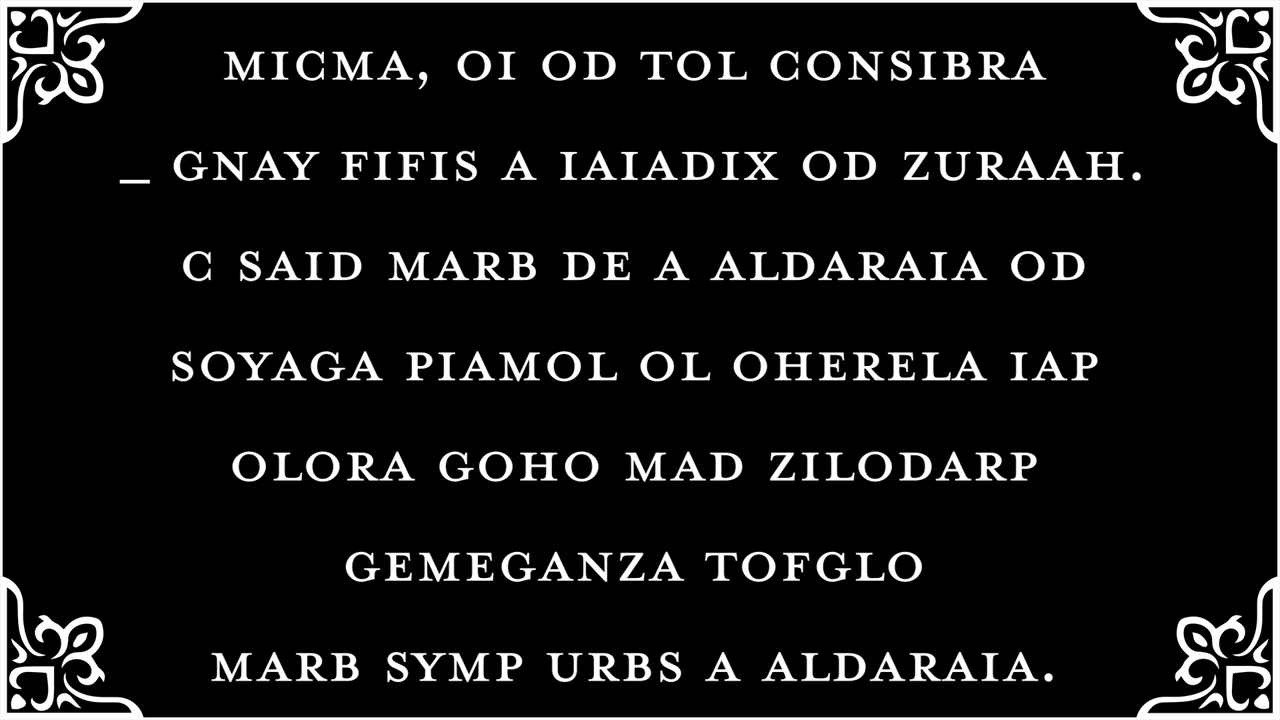 MICMA, OI OD TOL CONSIBRA
_ GNAY FIFIS A IAIADIX OD ZURAAH.
C SAID MARB DE A ALDARAIA OD
SOYAGA PIAMOL OL OHERELA IAP
OLORA GOHO MAD ZILODARP
GEMEGANZA TOFGLO
MARB SYMP URBS A ALDARAIA.